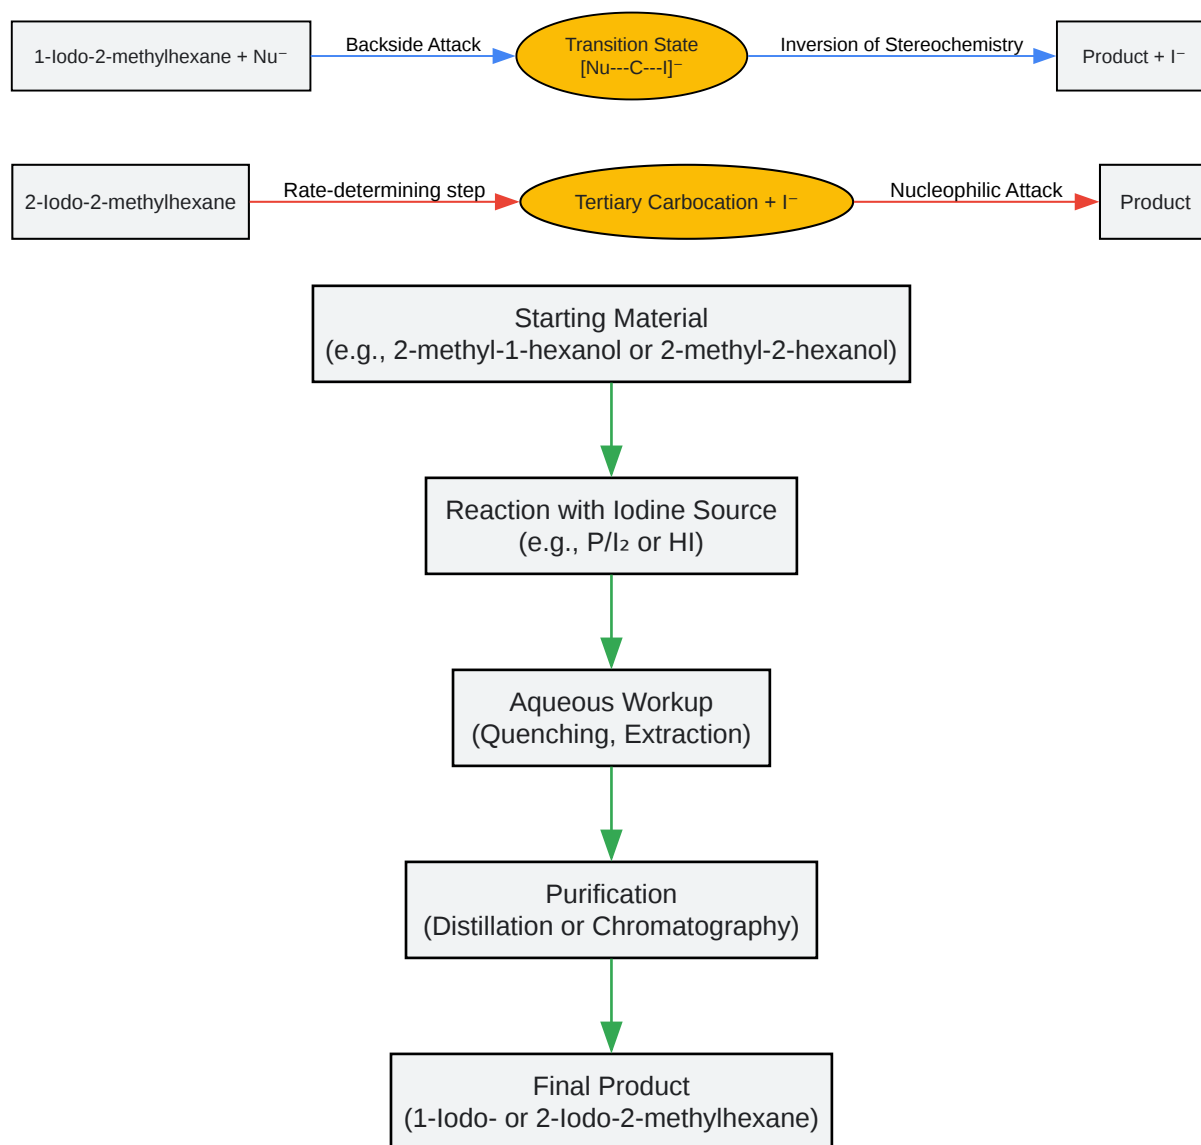 1-Iodo-2-methylhexane + Nu⁻
Backside Attack
Transition State
[Nu---C---I]⁻
Inversion of Stereochemistry
Product + I⁻
2-Iodo-2-methylhexane
Rate-determining step
Tertiary Carbocation + I⁻
Nucleophilic Attack
Product
Starting Material
(e.g., 2-methyl-1-hexanol or 2-methyl-2-hexanol)
Reaction with Iodine Source
(e.g., P/I₂ or HI)
Aqueous Workup
(Quenching, Extraction)
Purification
(Distillation or Chromatography)
Final Product
(1-Iodo- or 2-Iodo-2-methylhexane)